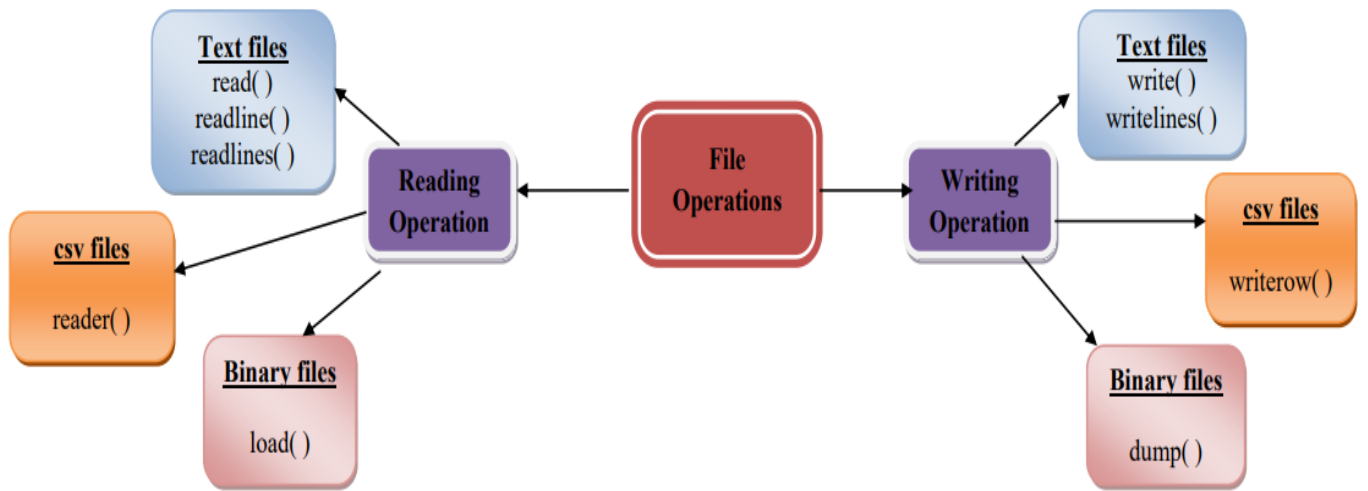 Text files
read( )
readline( )
readlines( )
csv files
reader( )
Binary files
load( )
Reading
Operation
File
Operations
Writing
Operation
Text files
write( )
writelines( )
csv files
writerow( )
Binary files
dump( )